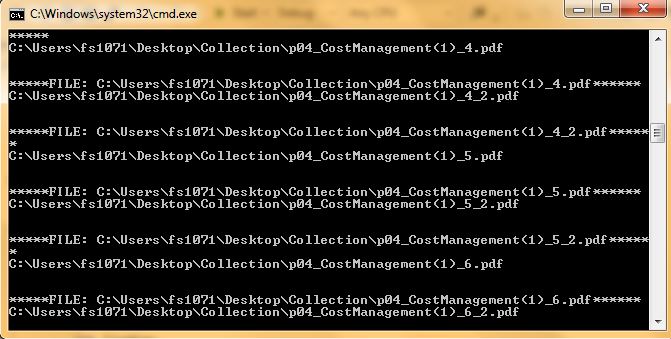 C:\Windows\system32\cmd.exe
*****
C:\Users\fs1071\Desktop\Collection\p04_CostManagement(1)_4.pdf
*****FILE: C:\Users\fs1071\Desktop\Collection\p04_CostManagement(1)_4.pdf******
C:\Users\fs1071\Desktop\Collection\p04_CostManagement(1)_4_2.pdf
*****FILE: C:\Users\fs1071\Desktop\Collection\p04_CostManagement(1)_4_2.pdf*****
*
C:\Users\fs1071\Desktop\Collection\p04_CostManagement(1)_5.pdf
*****FILE: C:\Users\fs1071\Desktop\Collection\p04_CostManagement(1)_5.pdf******
C:\Users\fs1071\Desktop\Collection\p04_CostManagement(1)_5_2.pdf
*****FILE: C:\Users\fs1071\Desktop\Collection\p04_CostManagement(1)_5_2.pdf*****
*
C:\Users\fs1071\Desktop\Collection\p04_CostManagement(1)_6.pdf
*****FILE: C:\Users\fs1071\Desktop\Collection\p04_CostManagement(1)_6.pdf******
C:\Users\fs1071\Desktop\Collection\p04_CostManagement(1)_6_2.pdf